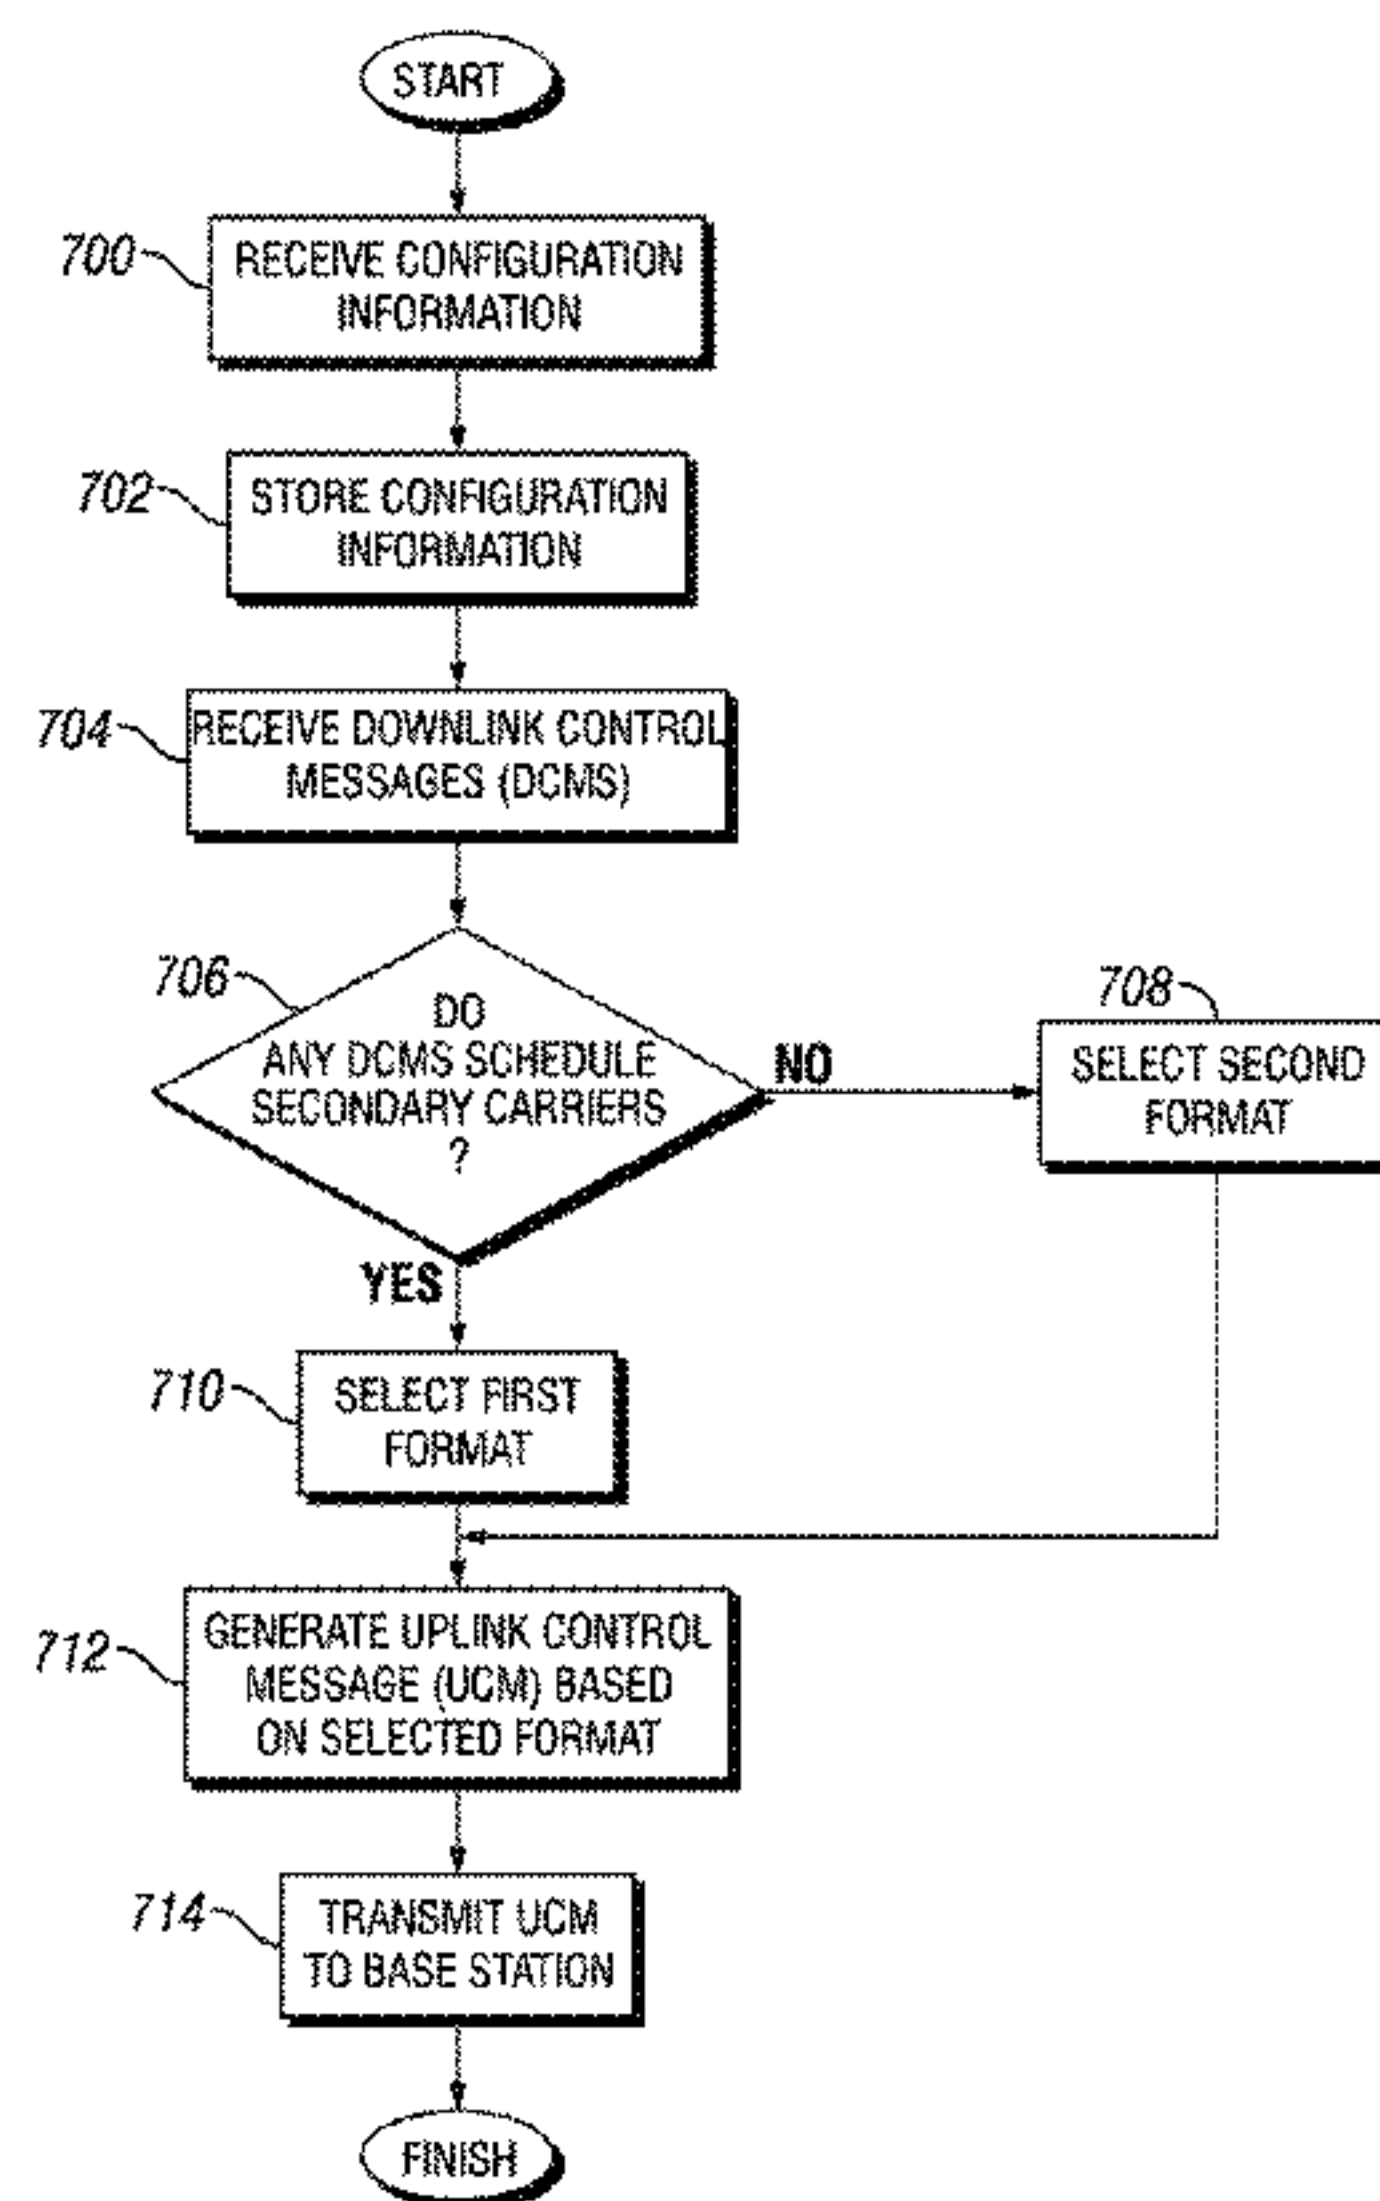 START
700
RECEIVE CONFIGURATION
INFORMATION
702
STORE CONFIGURATION
INFORMATION
704
RECEIVE DOWNLINK CONTROL
MESSAGES (DCMS)
706
DO
ANY DCMS SCHEDULE
SECONDARY CARRIERS
?
NO
708
SELECT SECOND
FORMAT
YES
710
SELECT FIRST
FORMAT
712
GENERATE UPLINK CONTROL
MESSAGE (UCM) BASED
ON SELECTED FORMAT
714
TRANSMIT UCM
TO BASE STATION
FINISH